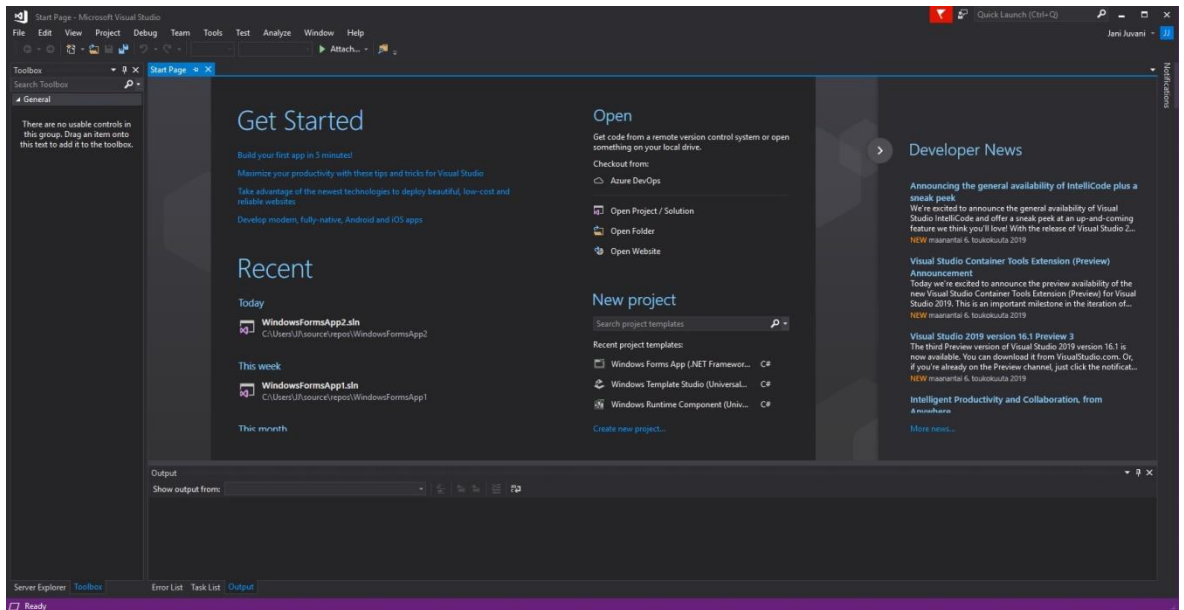 Start Page - Microsoft Visual Studio
Quick Launch (Ctrl+Q)
File Edit View Project Debug Team Tools Test Analyze Window Help
Jani Juvani
JJ
Attach...
Toolbox
Search Toolbox
General
There are no usable controls in
this group. Drag an item onto
this text to add it to the toolbox.
Start Page
Notifications
Get Started
Build your first app in 5 minutes!
Maximize your productivity with these tips and tricks for Visual Studio
Take advantage of the newest technologies to deploy beautiful, low-cost and
reliable websites
Develop modern, fully-native, Android and iOS apps
Recent
Today
WindowsFormsApp2.sln
C:\Users\JJ\source\repos\WindowsFormsApp2
This week
WindowsFormsApp1.sln
C:\Users\JJ\source\repos\WindowsFormsApp1
This month
Open
Get code from a remote version control system or open
something on your local drive.
Checkout from:
Azure DevOps
Open Project / Solution
Open Folder
Open Website
New project
Search project templates
Recent project templates:
Windows Forms App (.NET Framewor... C#
Windows Template Studio (Universal... C#
Windows Runtime Component (Univ... C#
Create new project...
Developer News
Announcing the general availability of IntelliCode plus a
sneak peek
We're excited to announce the general availability of Visual
Studio IntelliCode and offer a sneak peek at an up-and-coming
feature we think you'll love! With the release of Visual Studio 2...
NEW maanantai 6. toukokuuta 2019
Visual Studio Container Tools Extension (Preview)
Announcement
Today we're excited to announce the preview availability of the
new Visual Studio Container Tools Extension (Preview) for Visual
Studio 2019. This is an important milestone in the iteration of...
NEW maanantai 6. toukokuuta 2019
Visual Studio 2019 version 16.1 Preview 3
The third Preview version of Visual Studio 2019 version 16.1 is
now available. You can download it from VisualStudio.com. Or,
if you're already on the Preview channel, just click the notificat...
NEW maanantai 6. toukokuuta 2019
Intelligent Productivity and Collaboration, from
Anywhere
More news...
Output
Show output from:
Server Explorer Toolbox
Error List Task List Output
Ready